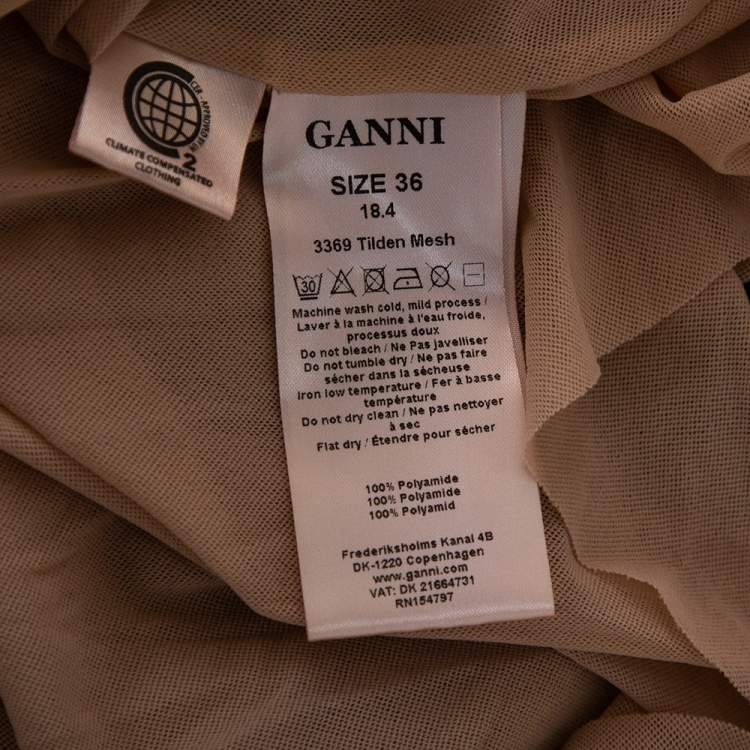 CER - APPROVED BY UN
2
CLIMATE COMPENSATED
CLOTHING
GANNI
SIZE 36
18.4
3369 Tilden Mesh
30
Machine wash cold, mild process /
Laver à la machine à l'eau froide,
processus doux
Do not bleach / Ne Pas javelliser
Do not tumble dry / Ne pas faire
sécher dans la sécheuse
Iron low temperature / Fer à basse
température
Do not dry clean / Ne pas nettoyer
à sec
Flat dry / Étendre pour sécher
100% Polyamide
100% Polyamide
100% Polyamid
Frederiksholms Kanal 4B
DK-1220 Copenhagen
www.ganni.com
VAT: DK 21664731
RN154797